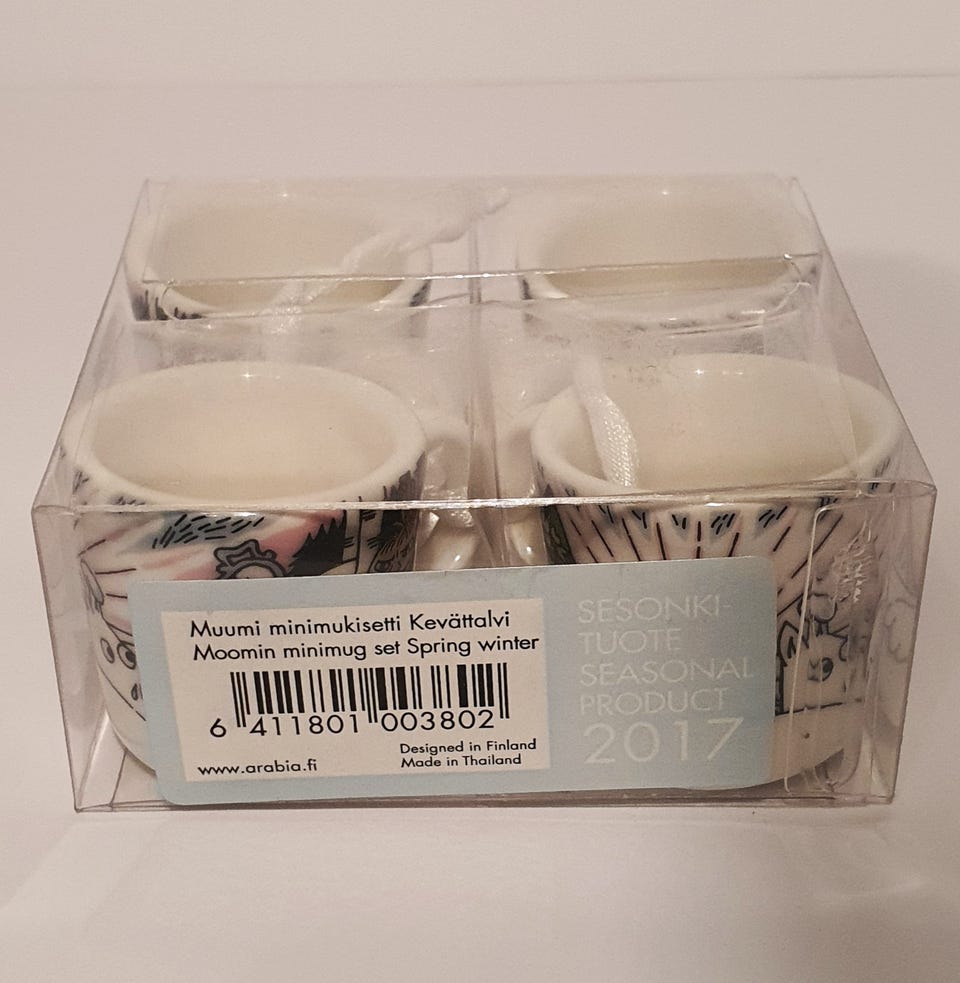 Muumi minimukisetti Kevättalvi
Moomin minimug set Spring winter
6 411801 003802
www.arabia.fi
Designed in Finland
Made in Thailand
SESONKI-
TUOTE
SEASONAL
PRODUCT
2017